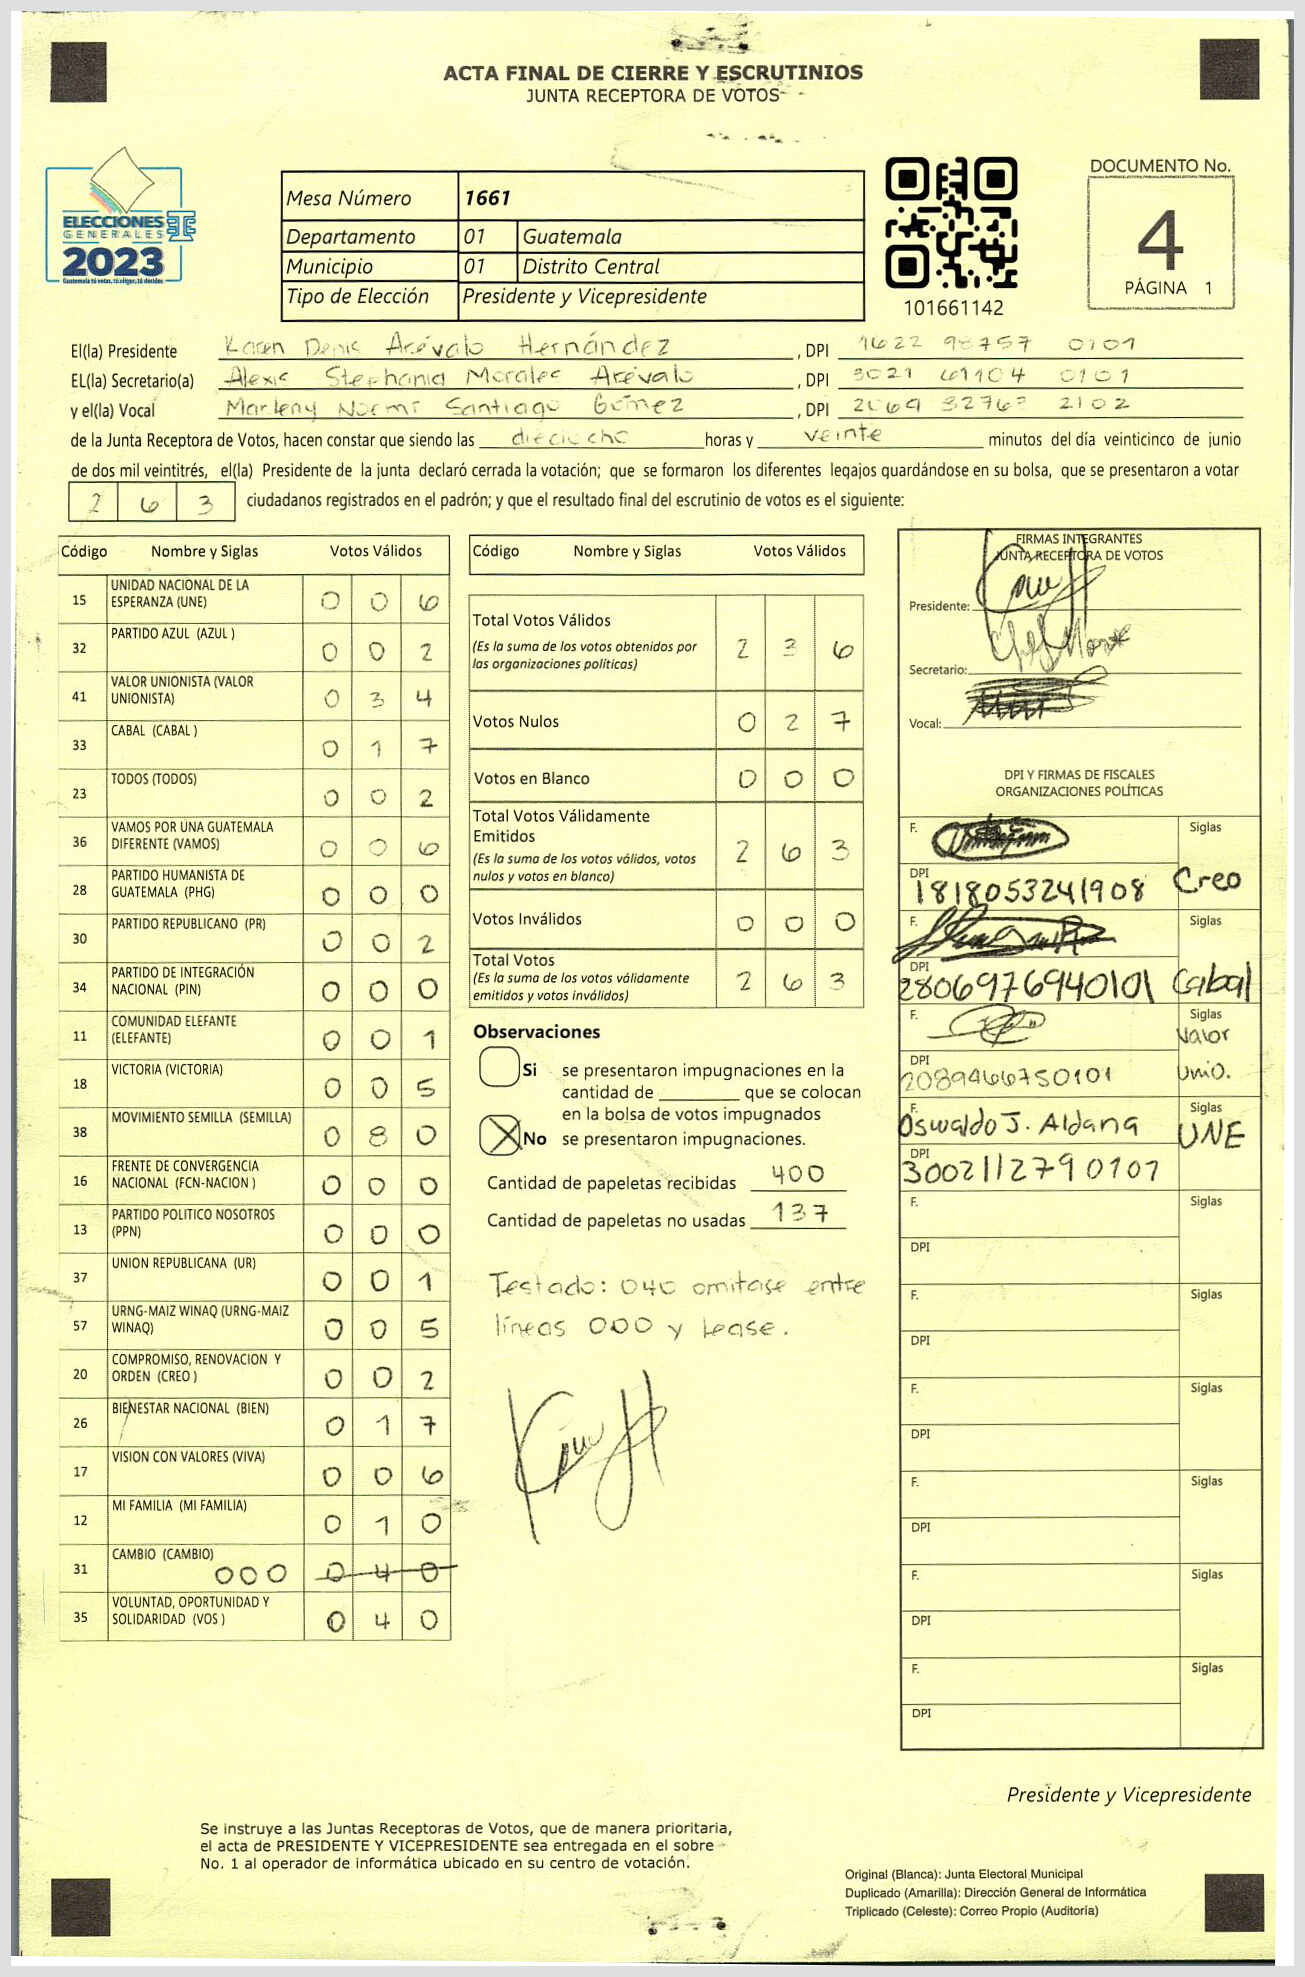 ACTA FINAL DE CIERRE Y ESCRUTINIOS
JUNTA RECEPTORA DE VOTOS
ELECCIONES
GENERALES
2023
Guatemala tú votas, tú eliges, tú decides
Mesa Número 1661
Departamento 01 Guatemala
Municipio 01 Distrito Central
Tipo de Elección Presidente y Vicepresidente
101661142
DOCUMENTO No.
4
PÁGINA 1
El(la) Presidente Karen Denis Arévalo Hernández, DPI 1622 98757 0101
EL(la) Secretario(a) Alexis Stephania Morales Arévalo, DPI 3021 61104 0101
y el(la) Vocal Marleny Noemi Santiago Gómez, DPI 2069 32762 2102
de la Junta Receptora de Votos, hacen constar que siendo las dieciocho horas y veinte minutos del día veinticinco de junio
de dos mil veintitrés, el(la) Presidente de la junta declaró cerrada la votación; que se formaron los diferentes legajos guardándose en su bolsa, que se presentaron a votar
2 6 3 ciudadanos registrados en el padrón; y que el resultado final del escrutinio de votos es el siguiente:
Código Nombre y Siglas Votos Válidos
15 UNIDAD NACIONAL DE LA ESPERANZA (UNE) 0 0 6
32 PARTIDO AZUL (AZUL ) 0 0 2
41 VALOR UNIONISTA (VALOR UNIONISTA) 0 3 4
33 CABAL (CABAL ) 0 1 7
23 TODOS (TODOS) 0 0 2
36 VAMOS POR UNA GUATEMALA DIFERENTE (VAMOS) 0 0 6
28 PARTIDO HUMANISTA DE GUATEMALA (PHG) 0 0 0
30 PARTIDO REPUBLICANO (PR) 0 0 2
34 PARTIDO DE INTEGRACIÓN NACIONAL (PIN) 0 0 0
11 COMUNIDAD ELEFANTE (ELEFANTE) 0 0 1
18 VICTORIA (VICTORIA) 0 0 5
38 MOVIMIENTO SEMILLA (SEMILLA) 0 8 0
16 FRENTE DE CONVERGENCIA NACIONAL (FCN-NACION ) 0 0 0
13 PARTIDO POLITICO NOSOTROS (PPN) 0 0 0
37 UNION REPUBLICANA (UR) 0 0 1
57 URNG-MAIZ WINAQ (URNG-MAIZ WINAQ) 0 0 5
20 COMPROMISO, RENOVACION Y ORDEN (CREO ) 0 0 2
26 BIENESTAR NACIONAL (BIEN) 0 1 7
17 VISION CON VALORES (VIVA) 0 0 6
12 MI FAMILIA (MI FAMILIA) 0 1 0
31 CAMBIO (CAMBIO) 000 0 4 0
35 VOLUNTAD, OPORTUNIDAD Y SOLIDARIDAD (VOS ) 0 4 0
Código Nombre y Siglas Votos Válidos
Total Votos Válidos 2 3 6
(Es la suma de los votos obtenidos por
las organizaciones políticas)
Votos Nulos 0 2 7
Votos en Blanco 0 0 0
Total Votos Válidamente
Emitidos 2 6 3
(Es la suma de los votos válidos, votos
nulos y votos en blanco)
Votos Inválidos 0 0 0
Total Votos 2 6 3
(Es la suma de los votos válidamente
emitidos y votos inválidos)
Observaciones
Si se presentaron impugnaciones en la
cantidad de ________ que se colocan
en la bolsa de votos impugnados
No se presentaron impugnaciones.
Cantidad de papeletas recibidas 400
Cantidad de papeletas no usadas 137
Testado: 040 omitase entre
líneas 000 y lease.
FIRMAS INTEGRANTES
JUNTA RECEPTORA DE VOTOS
Presidente:
Secretario:
Vocal:
DPI Y FIRMAS DE FISCALES
ORGANIZACIONES POLÍTICAS
F. Siglas
DPI 1818053241908 Creo
F. Siglas
DPI 2806976940101 Cabal
F. Siglas
Valor
DPI 2089466750101 Unio.
F. Oswaldo J. Aldana Siglas
UNE
DPI 3002112790101
F. Siglas
DPI
F. Siglas
DPI
F. Siglas
DPI
F. Siglas
DPI
F. Siglas
DPI
F. Siglas
DPI
Presidente y Vicepresidente
Se instruye a las Juntas Receptoras de Votos, que de manera prioritaria,
el acta de PRESIDENTE Y VICEPRESIDENTE sea entregada en el sobre
No. 1 al operador de informática ubicado en su centro de votación.
Original (Blanca): Junta Electoral Municipal
Duplicado (Amarilla): Dirección General de Informática
Triplicado (Celeste): Correo Propio (Auditoría)